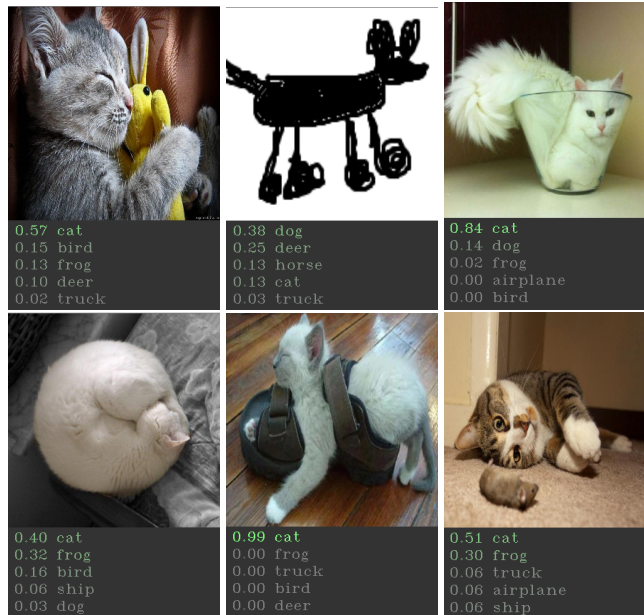 0.57 cat
0.15 bird
0.13 frog
0.10 deer
0.02 truck
0.38 dog
0.25 deer
0.13 horse
0.13 cat
0.03 truck
0.84 cat
0.14 dog
0.02 frog
0.00 airplane
0.00 bird
0.40 cat
0.32 frog
0.16 bird
0.06 ship
0.03 dog
0.99 cat
0.00 frog
0.00 truck
0.00 bird
0.00 deer
0.51 cat
0.30 frog
0.06 truck
0.06 airplane
0.06 ship